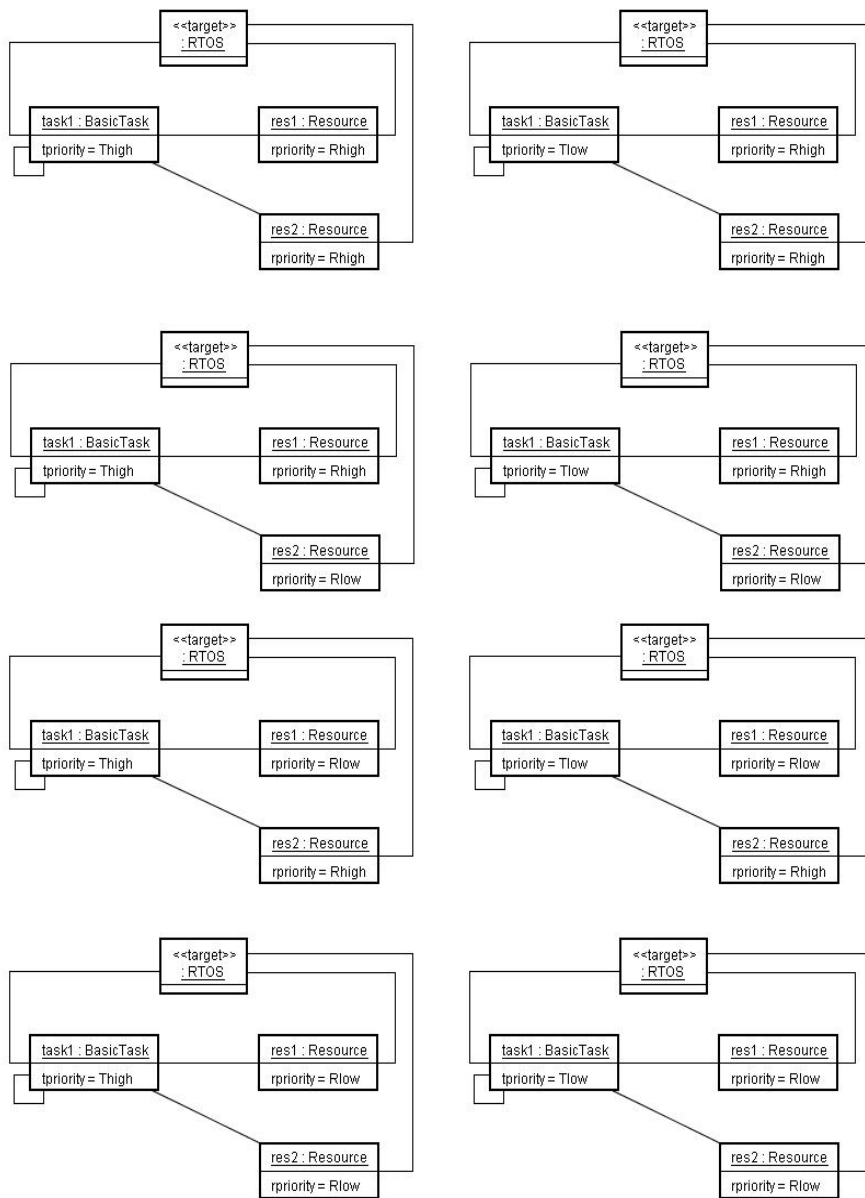 <<target>>
: RTOS
task1 : BasicTask
tpriority = Thigh
res1 : Resource
rpriority = Rhigh
res2 : Resource
rpriority = Rhigh
<<target>>
: RTOS
task1 : BasicTask
tpriority = Tlow
res1 : Resource
rpriority = Rhigh
res2 : Resource
rpriority = Rhigh
<<target>>
: RTOS
task1 : BasicTask
tpriority = Thigh
res1 : Resource
rpriority = Rhigh
res2 : Resource
rpriority = Rlow
<<target>>
: RTOS
task1 : BasicTask
tpriority = Tlow
res1 : Resource
rpriority = Rhigh
res2 : Resource
rpriority = Rlow
<<target>>
: RTOS
task1 : BasicTask
tpriority = Thigh
res1 : Resource
rpriority = Rlow
res2 : Resource
rpriority = Rhigh
<<target>>
: RTOS
task1 : BasicTask
tpriority = Tlow
res1 : Resource
rpriority = Rlow
res2 : Resource
rpriority = Rhigh
<<target>>
: RTOS
task1 : BasicTask
tpriority = Thigh
res1 : Resource
rpriority = Rlow
res2 : Resource
rpriority = Rlow
<<target>>
: RTOS
task1 : BasicTask
tpriority = Tlow
res1 : Resource
rpriority = Rlow
res2 : Resource
rpriority = Rlow